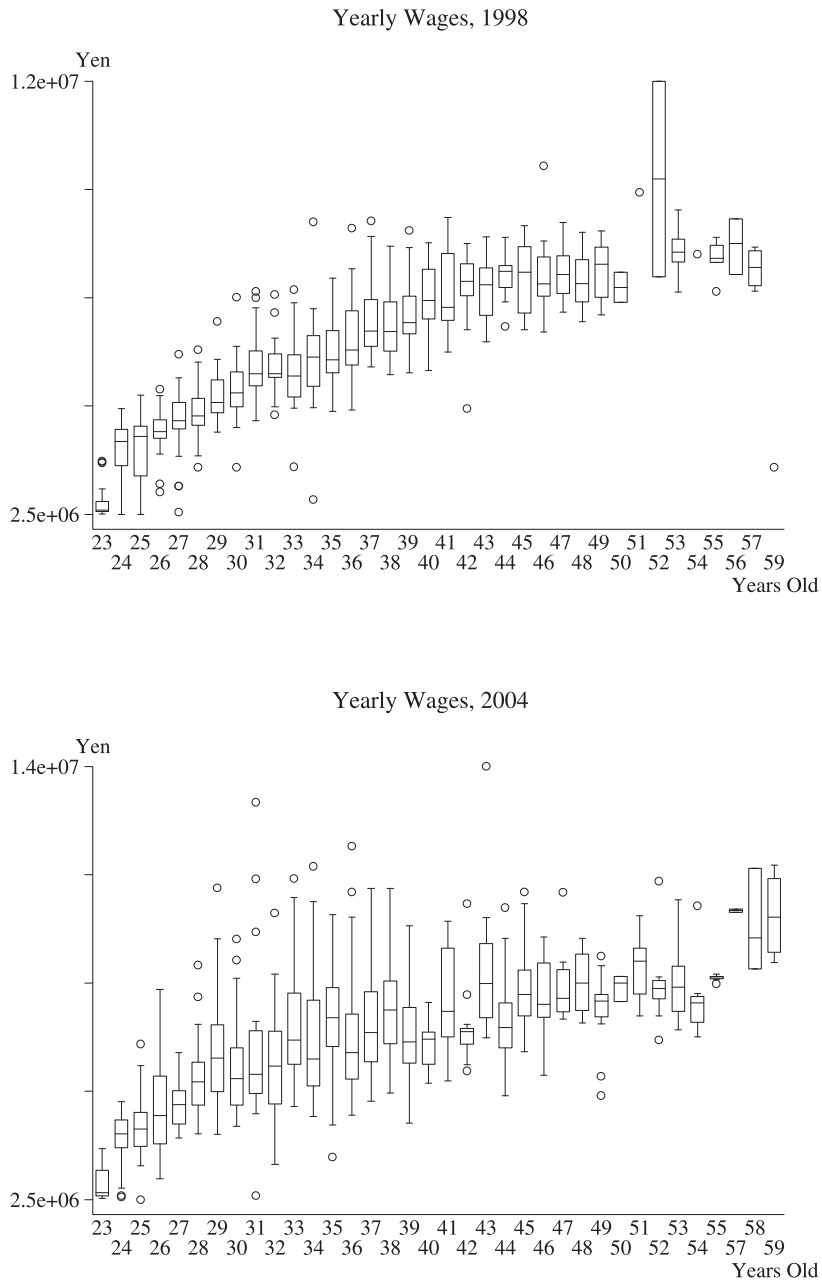 Yearly Wages, 1998
Yen
1.2e+07
2.5e+06
23 25 27 29 31 33 35 37 39 41 43 45 47 49 51 53 55 57
24 26 28 30 32 34 36 38 40 42 44 46 48 50 52 54 56 59
Years Old
Yearly Wages, 2004
Yen
1.4e+07
2.5e+06
23 25 27 29 31 33 35 37 39 41 43 45 47 49 51 53 55 58
24 26 28 30 32 34 36 38 40 42 44 46 48 50 52 54 57 59
Years Old